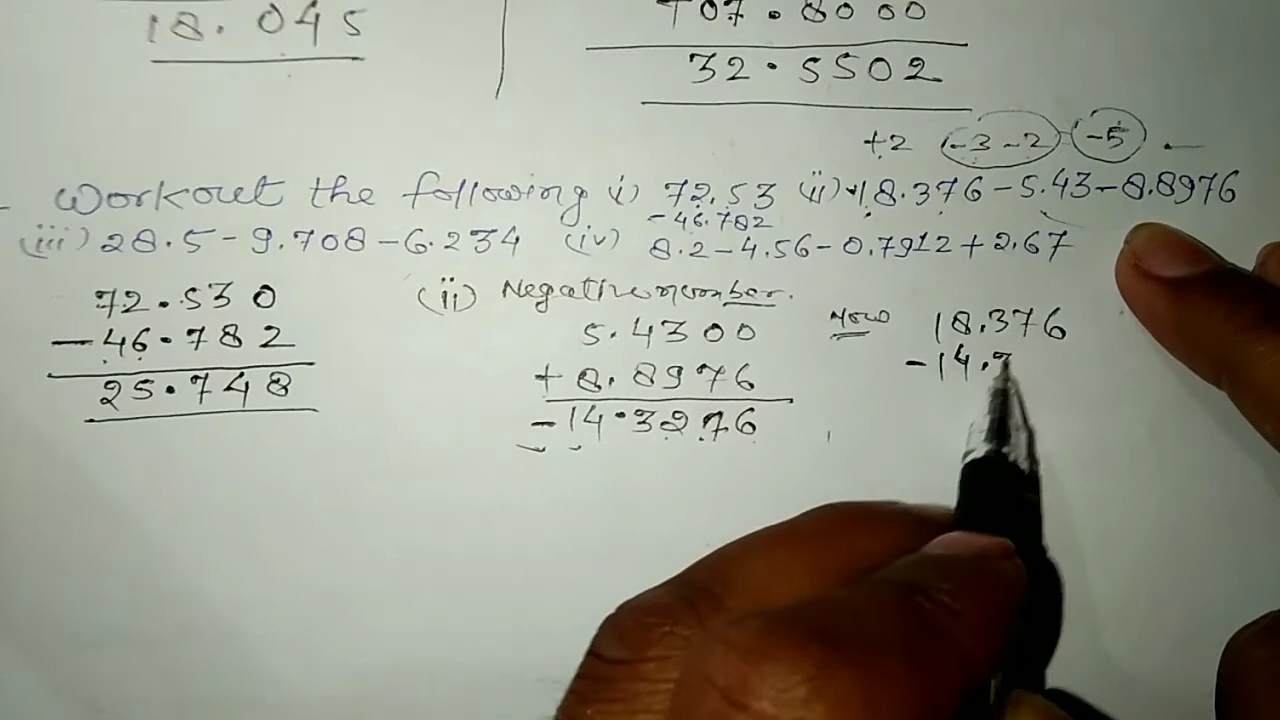 18.045
+07.8000
32.5502
+2 -3-2 -5
Workout the following i) 72.53 ii) 18.376-5.43-8.8976
-46.782
(iii) 28.5-9.708-6.234 (iv) 8.2-4.56-0.7912+2.67
72.530
-46.782
25.748
(ii) Negative number.
5.4300
+8.8976
-14.3276
Now 18.376
-14.